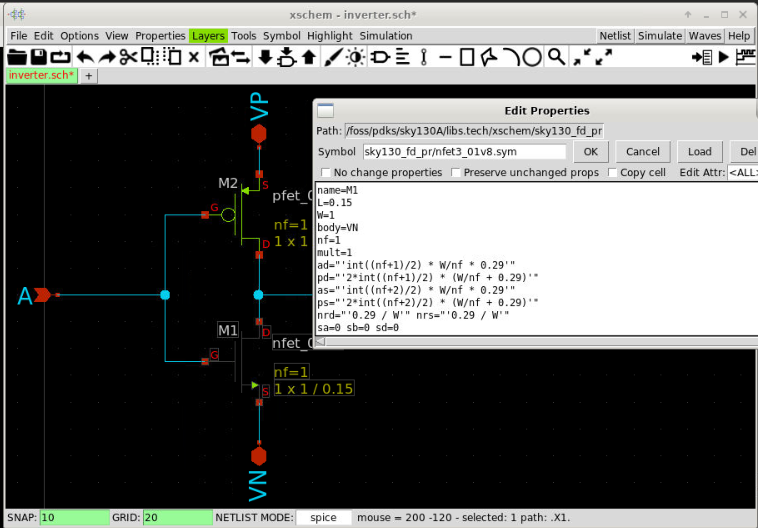 xschem - inverter.sch*
File Edit Options View Properties Layers Tools Symbol Highlight Simulation Netlist Simulate Waves Help
inverter.sch* +
Edit Properties
Path: /foss/pdks/sky130A/libs.tech/xschem/sky130_fd_pr
Symbol sky130_fd_pr/nfet3_01v8.sym OK Cancel Load Del
No change properties Preserve unchanged props Copy cell Edit Attr: <ALL>
name=M1
L=0.15
W=1
body=VN
nf=1
mult=1
ad="'int((nf+1)/2) * W/nf * 0.29'"
pd="'2*int((nf+1)/2) * (W/nf + 0.29)'"
as="'int((nf+2)/2) * W/nf * 0.29'"
ps="'2*int((nf+2)/2) * (W/nf + 0.29)'"
nrd="'0.29 / W'" nrs="'0.29 / W'"
sa=0 sb=0 sd=0
VP
M2
S
pfet_0
G
nf=1
D
1 x 1
A
M1
D
nfet_0
G
nf=1
S
1 x 1 / 0.15
VN
SNAP: 10 GRID: 20 NETLIST MODE: spice mouse = 200 -120 - selected: 1 path: .X1.